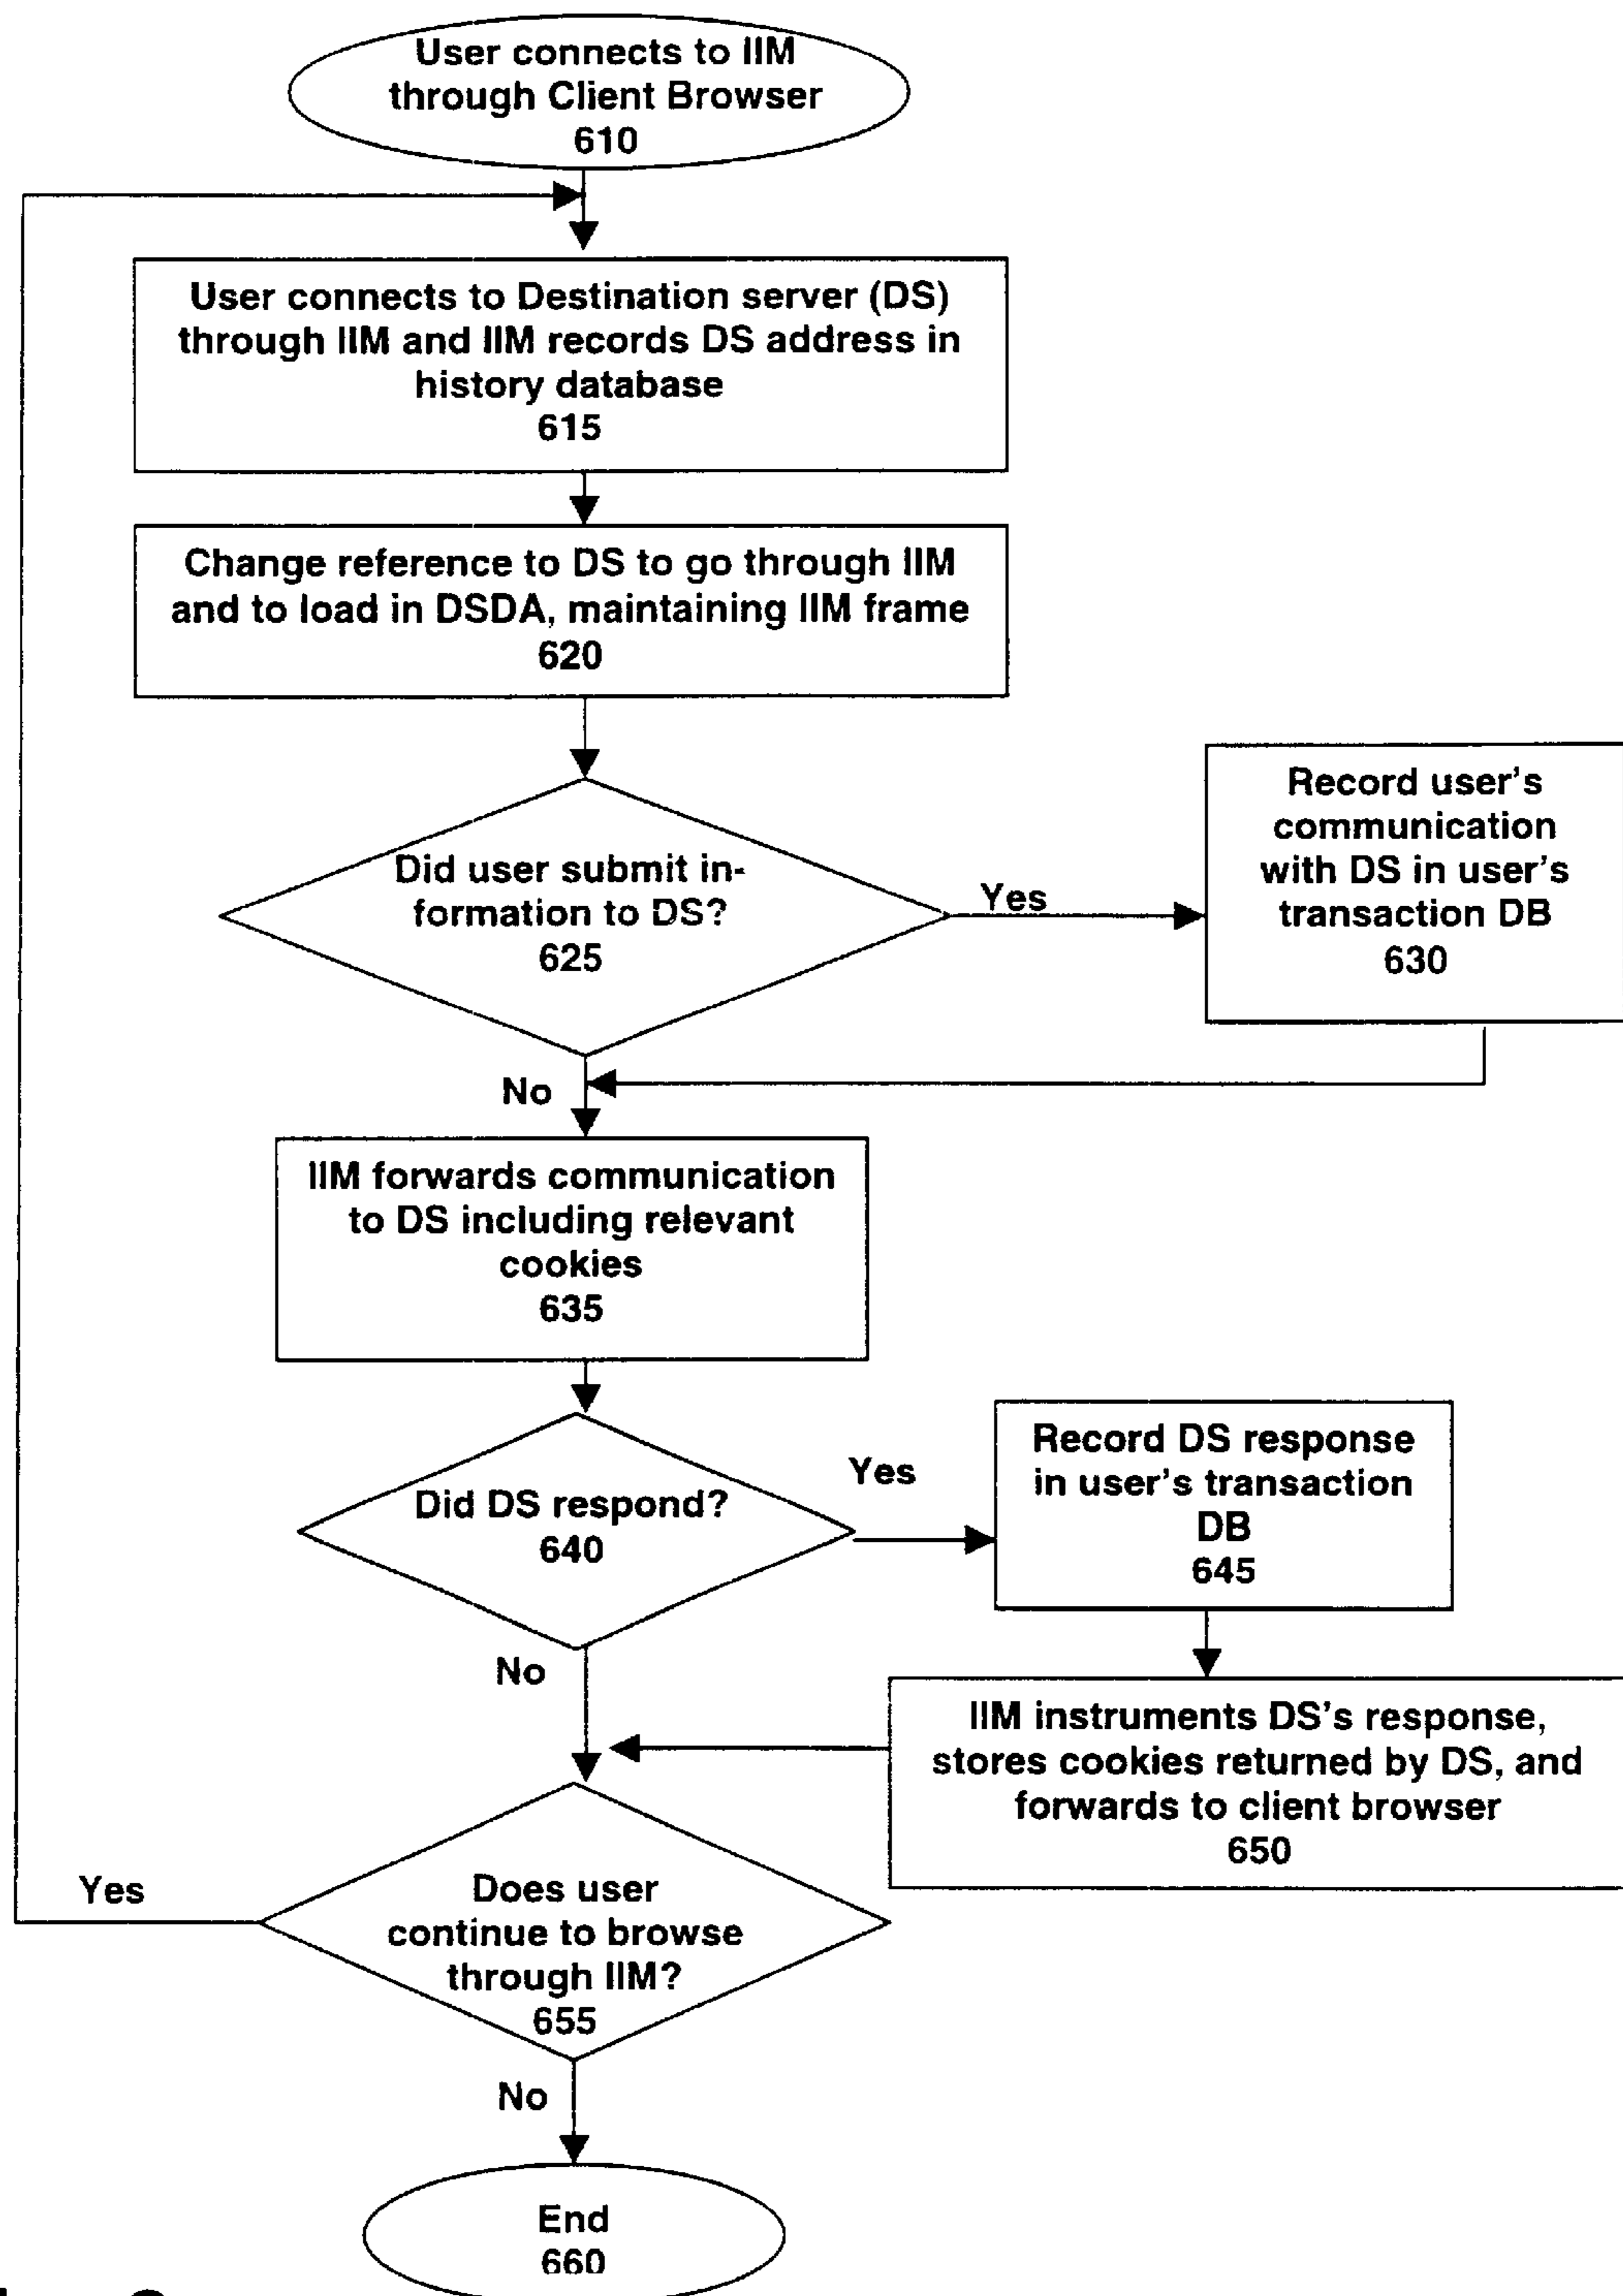 User connects to IIM
through Client Browser
610
User connects to Destination server (DS)
through IIM and IIM records DS address in
history database
615
Change reference to DS to go through IIM
and to load in DSDA, maintaining IIM frame
620
Did user submit in-
formation to DS?
625
Yes
Record user's
communication
with DS in user's
transaction DB
630
No
IIM forwards communication
to DS including relevant
cookies
635
Did DS respond?
640
Yes
Record DS response
in user's transaction
DB
645
No
IIM instruments DS's response,
stores cookies returned by DS, and
forwards to client browser
650
Yes
Does user
continue to browse
through IIM?
655
No
End
660